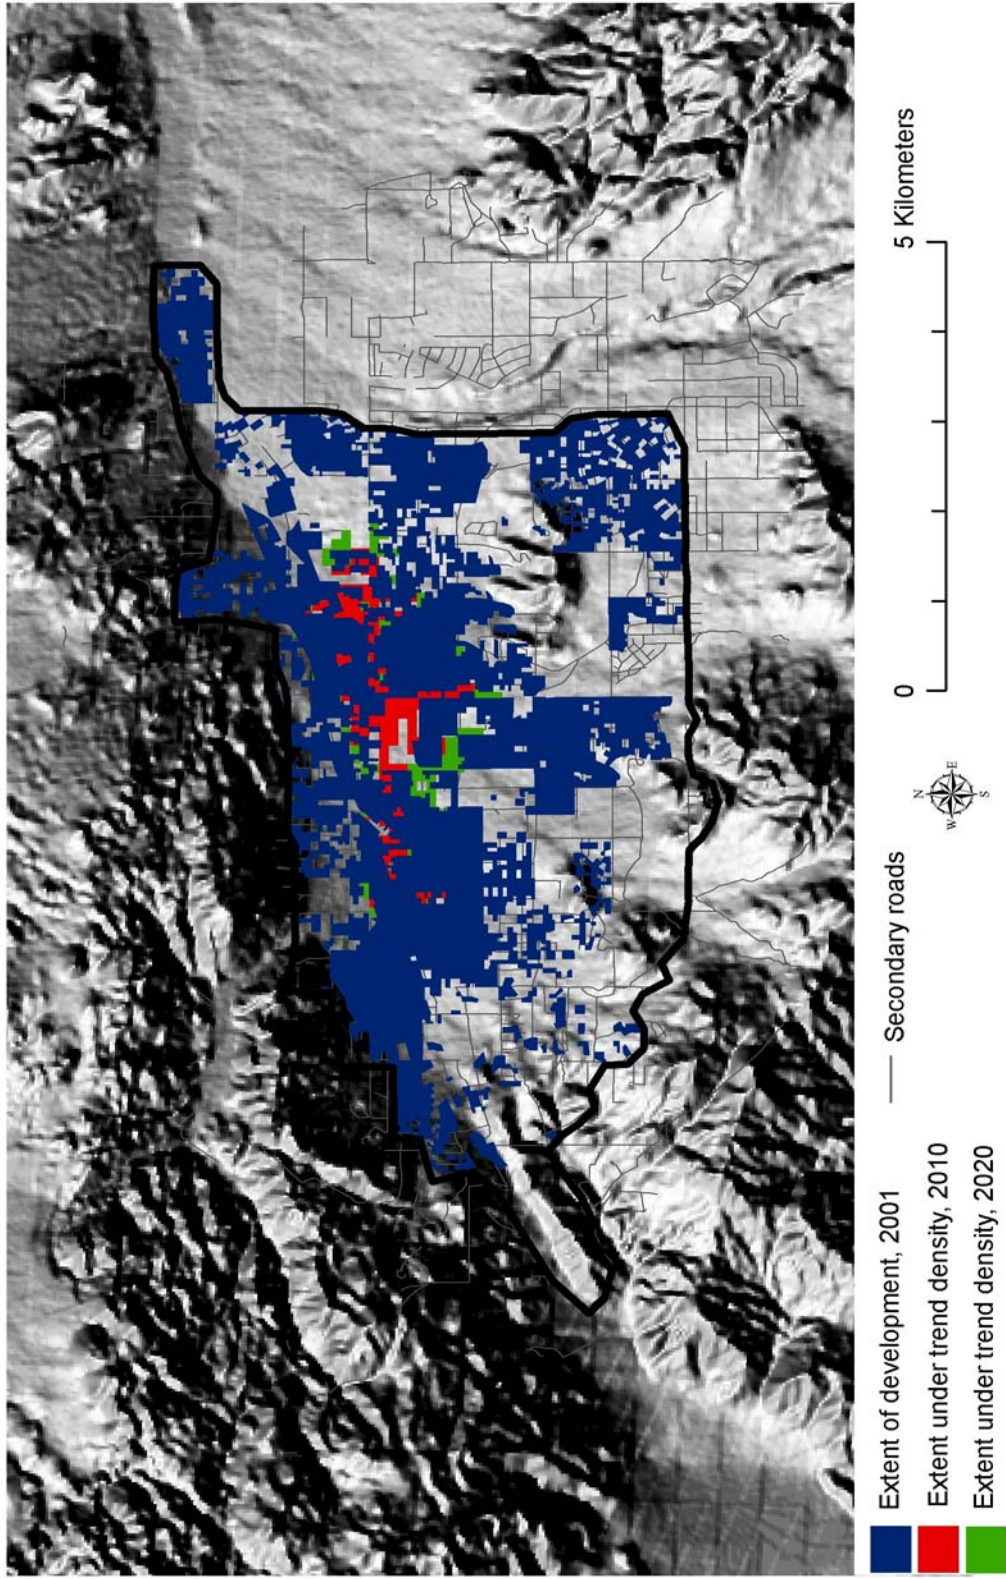 Extent of development, 2001
Extent under trend density, 2010
Extent under trend density, 2020
Secondary roads
N
W
E
S
0
5 Kilometers